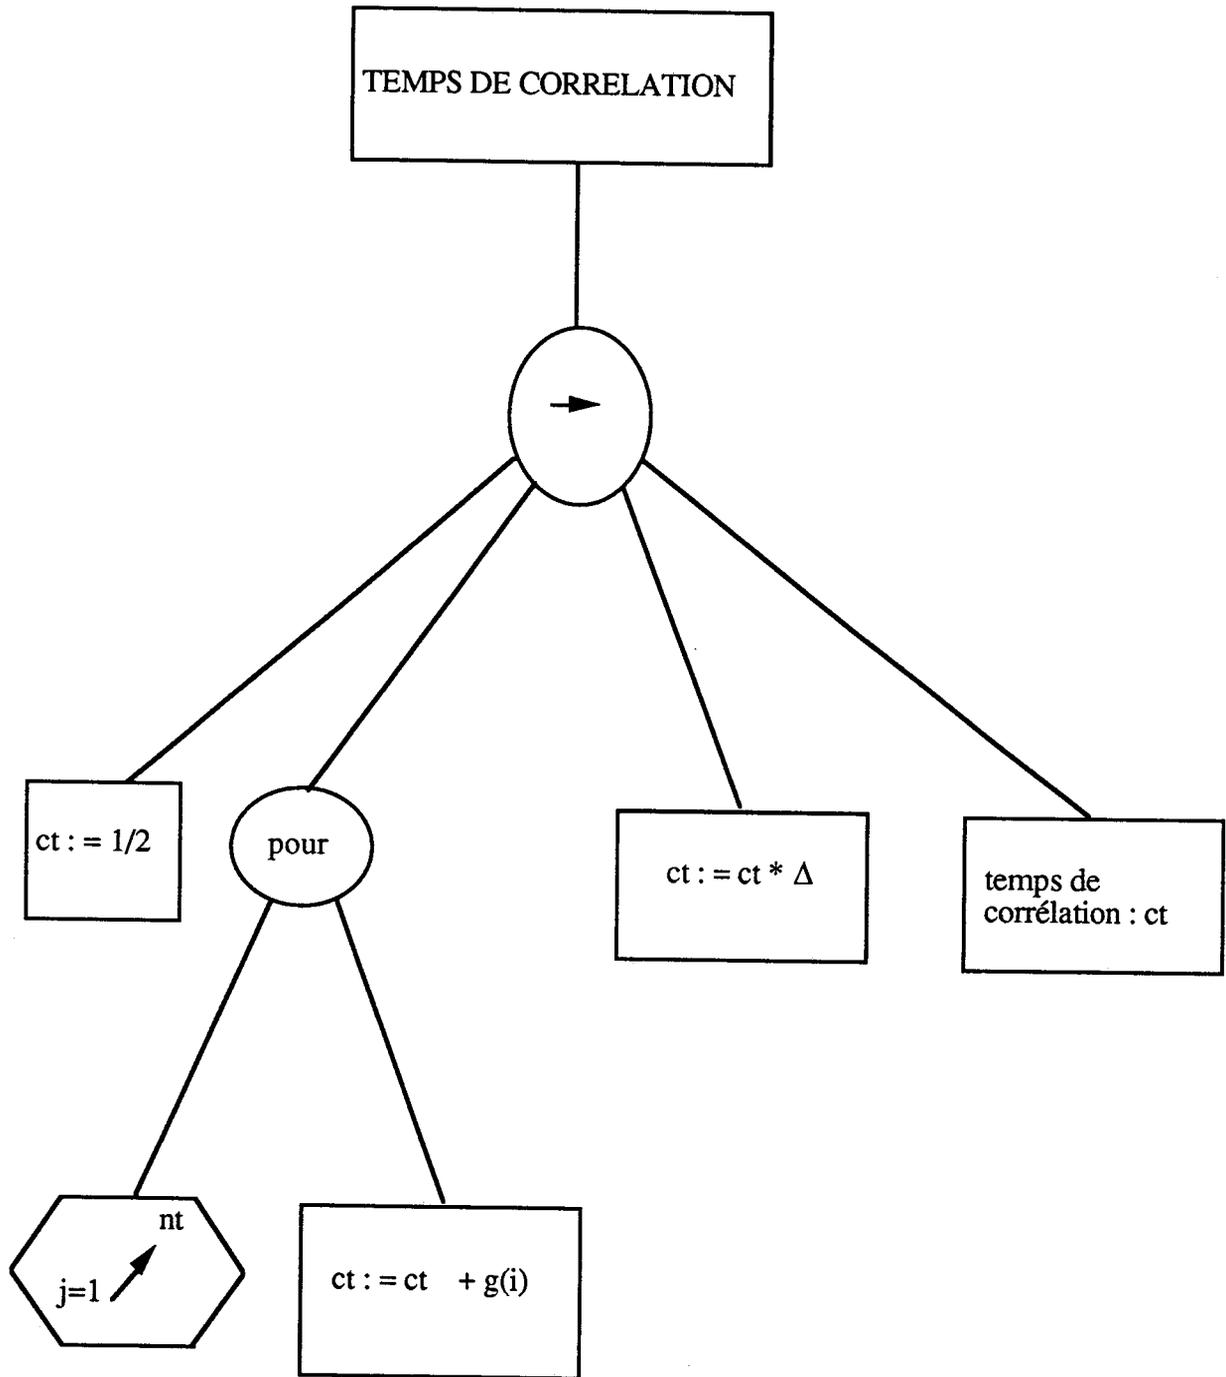 TEMPS DE CORRELATION
ct : = 1/2
pour
ct : = ct * Δ
temps de
corrélation : ct
nt
j=1
ct : = ct + g(i)